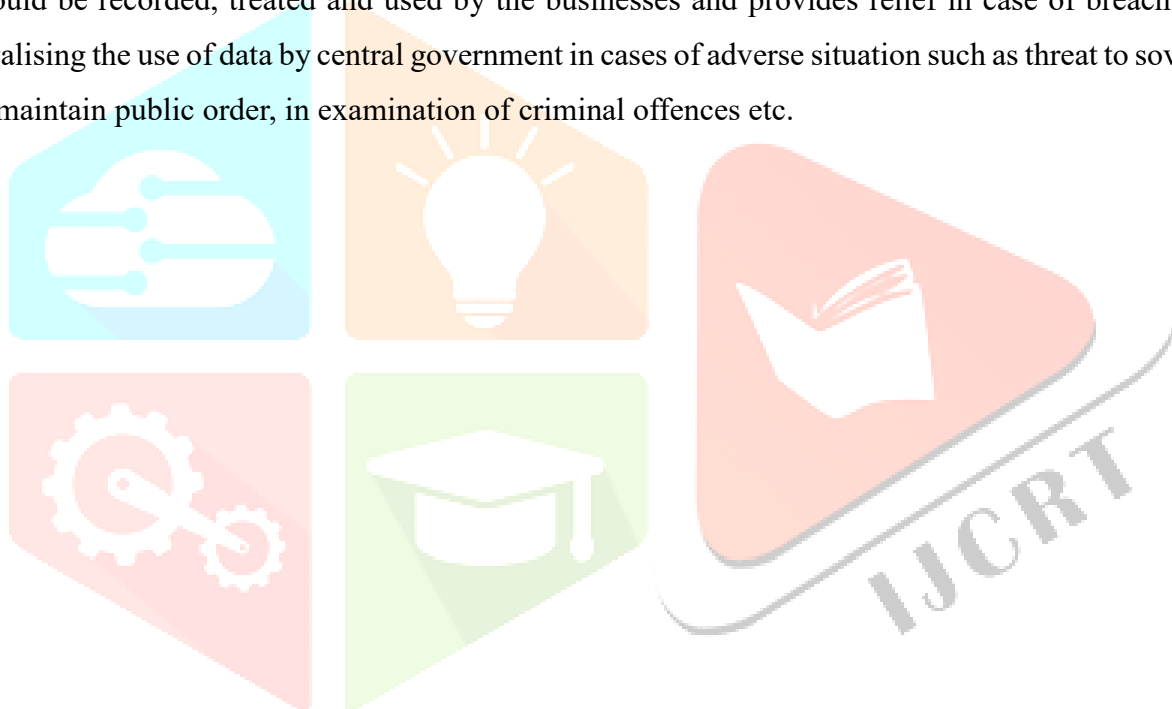 be recorded, treated and used by the businesses and provides relief in case of breach
the use of data by central government in cases of adverse situation such as threat to
maintain public order, in examination of criminal offences etc.
IJCRT